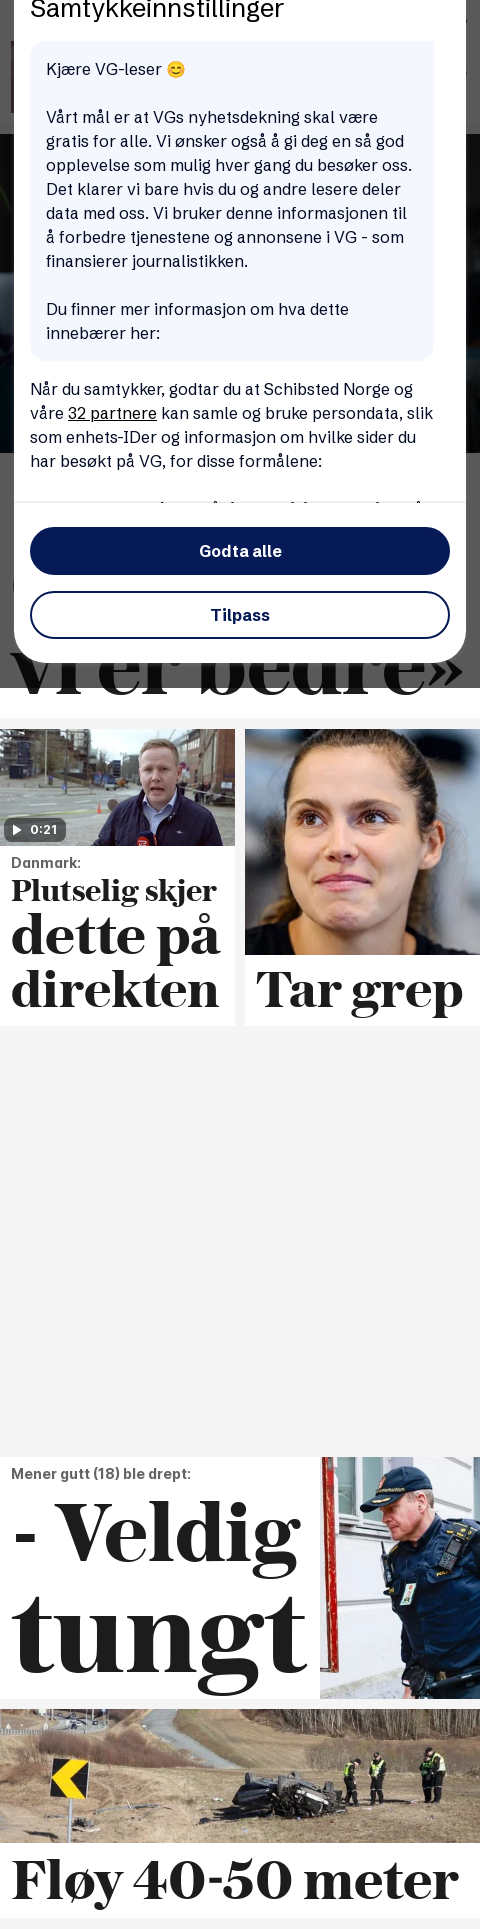 Samtykkeinnstillinger
Kjære VG-leser 😊
Vårt mål er at VGs nyhetsdekning skal være
gratis for alle. Vi ønsker også å gi deg en så god
opplevelse som mulig hver gang du besøker oss.
Det klarer vi bare hvis du og andre lesere deler
data med oss. Vi bruker denne informasjonen til
å forbedre tjenestene og annonsene i VG - som
finansierer journalistikken.
Du finner mer informasjon om hva dette
innebærer her:
Når du samtykker, godtar du at Schibsted Norge og
våre 32 partnere kan samle og bruke persondata, slik
som enhets-IDer og informasjon om hvilke sider du
har besøkt på VG, for disse formålene:
Godta alle
Tilpass
Vi er bedre»
0:21
Danmark:
Plutselig skjer
dette på
direkten
Tar grep
Mener gutt (18) ble drept:
- Veldig
tungt
Fløy 40-50 meter